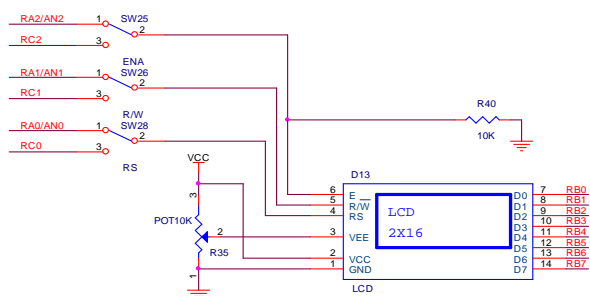 RA2/AN2 1 SW25
2
RC2 3
ENA
RA1/AN1 1 SW26
2
RC1 3
R/W
RA0/AN0 1 SW28
2
RC0 3
RS
R40
10K
VCC
3
POT10K
2
R35
1
D13
6 E
5 R/W
4 RS
3 VEE
2 VCC
1 GND
LCD
2X16
D0 7 RB0
D1 8 RB1
D2 9 RB2
D3 10 RB3
D4 11 RB4
D5 12 RB5
D6 13 RB6
D7 14 RB7
LCD